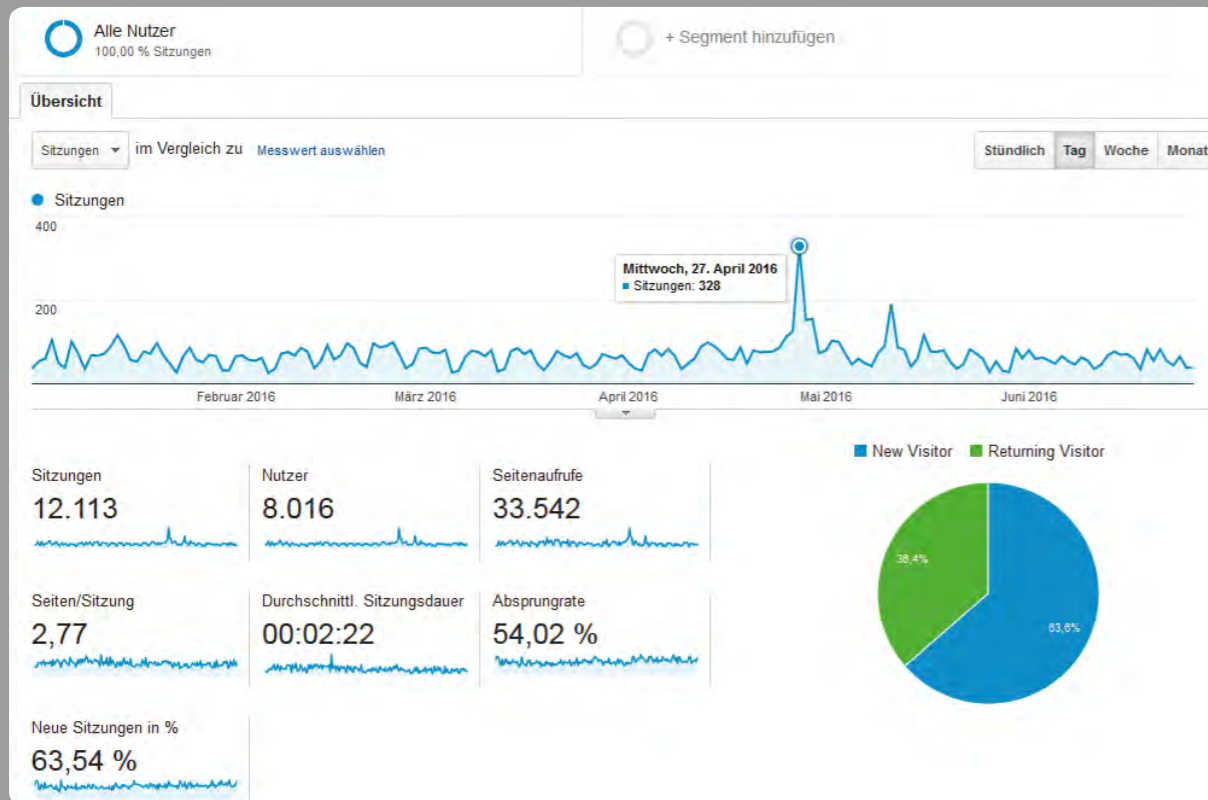 Alle Nutzer
100,00 % Sitzungen
+ Segment hinzufügen
Übersicht
Sitzungen im Vergleich zu Messwert auswählen
Stündlich Tag Woche Monat
Sitzungen
400
200
Mittwoch, 27. April 2016
Sitzungen: 328
Februar 2016 März 2016 April 2016 Mai 2016 Juni 2016
New Visitor Returning Visitor
Sitzungen Nutzer Seitenaufrufe
12.113 8.016 33.542
36,4%
63,6%
Seiten/Sitzung Durchschnittl. Sitzungsdauer Absprungrate
2,77 00:02:22 54,02 %
Neue Sitzungen in %
63,54 %